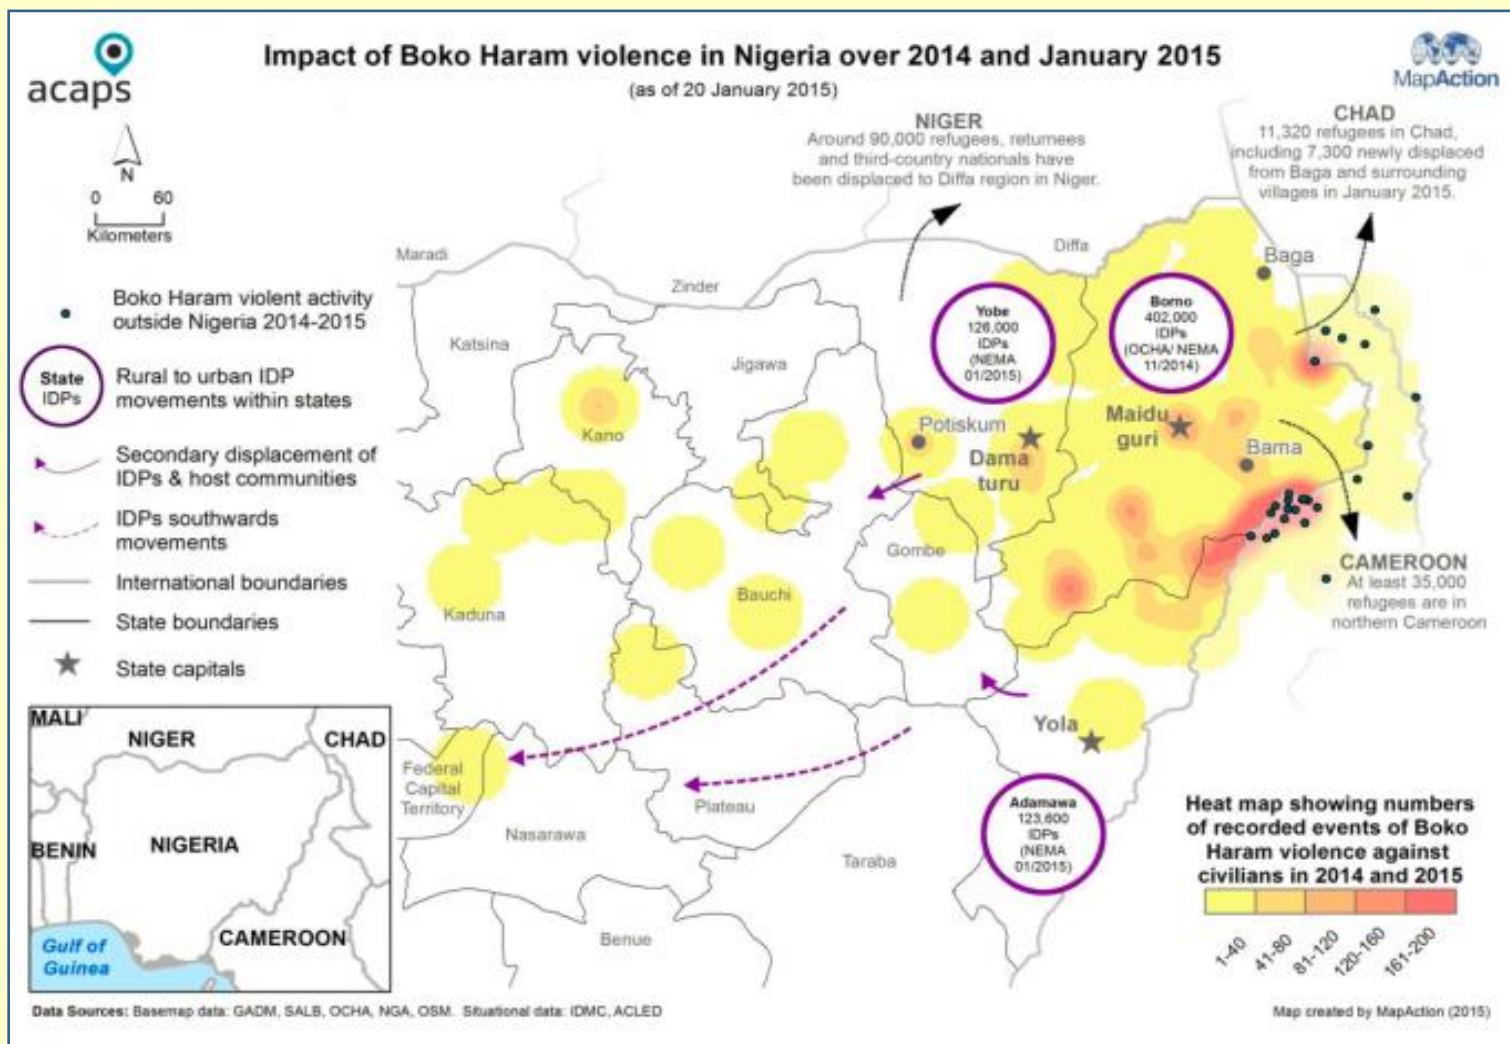 acaps
Impact of Boko Haram violence in Nigeria over 2014 and January 2015
(as of 20 January 2015)
MapAction
N
0 60
Kilometers
Boko Haram violent activity
outside Nigeria 2014-2015
State
IDPs
Rural to urban IDP
movements within states
Secondary displacement of
IDPs & host communities
IDPs southwards
movements
International boundaries
State boundaries
State capitals
NIGER
Around 90,000 refugees, returnees
and third-country nationals have
been displaced to Diffa region in Niger.
CHAD
11,320 refugees in Chad,
including 7,300 newly displaced
from Baga and surrounding
villages in January 2015.
Maradi
Zinder
Diffa
Baga
Katsina
Jigawa
Yobe
126,000
IDPs
(NEMA
01/2015)
Borno
402,000
IDPs
(OCHA/ NEMA
11/2014)
Kano
Potiskum
Dama
turu
Maidu
guri
Bama
Gombe
Bauchi
Kaduna
CAMEROON
At least 35,000
refugees are in
northern Cameroon
Yola
Federal
Capital
Territory
Plateau
Nasarawa
Adamawa
123,600
IDPs
(NEMA
01/2015)
Taraba
Benue
MALI
NIGER
CHAD
BENIN
NIGERIA
CAMEROON
Gulf of
Guinea
Heat map showing numbers
of recorded events of Boko
Haram violence against
civilians in 2014 and 2015
1-40
41-80
81-120
120-160
161-200
Data Sources: Basemap data: GADM, SALB, OCHA, NGA, OSM. Situational data: IDMC, ACLED
Map created by MapAction (2015)